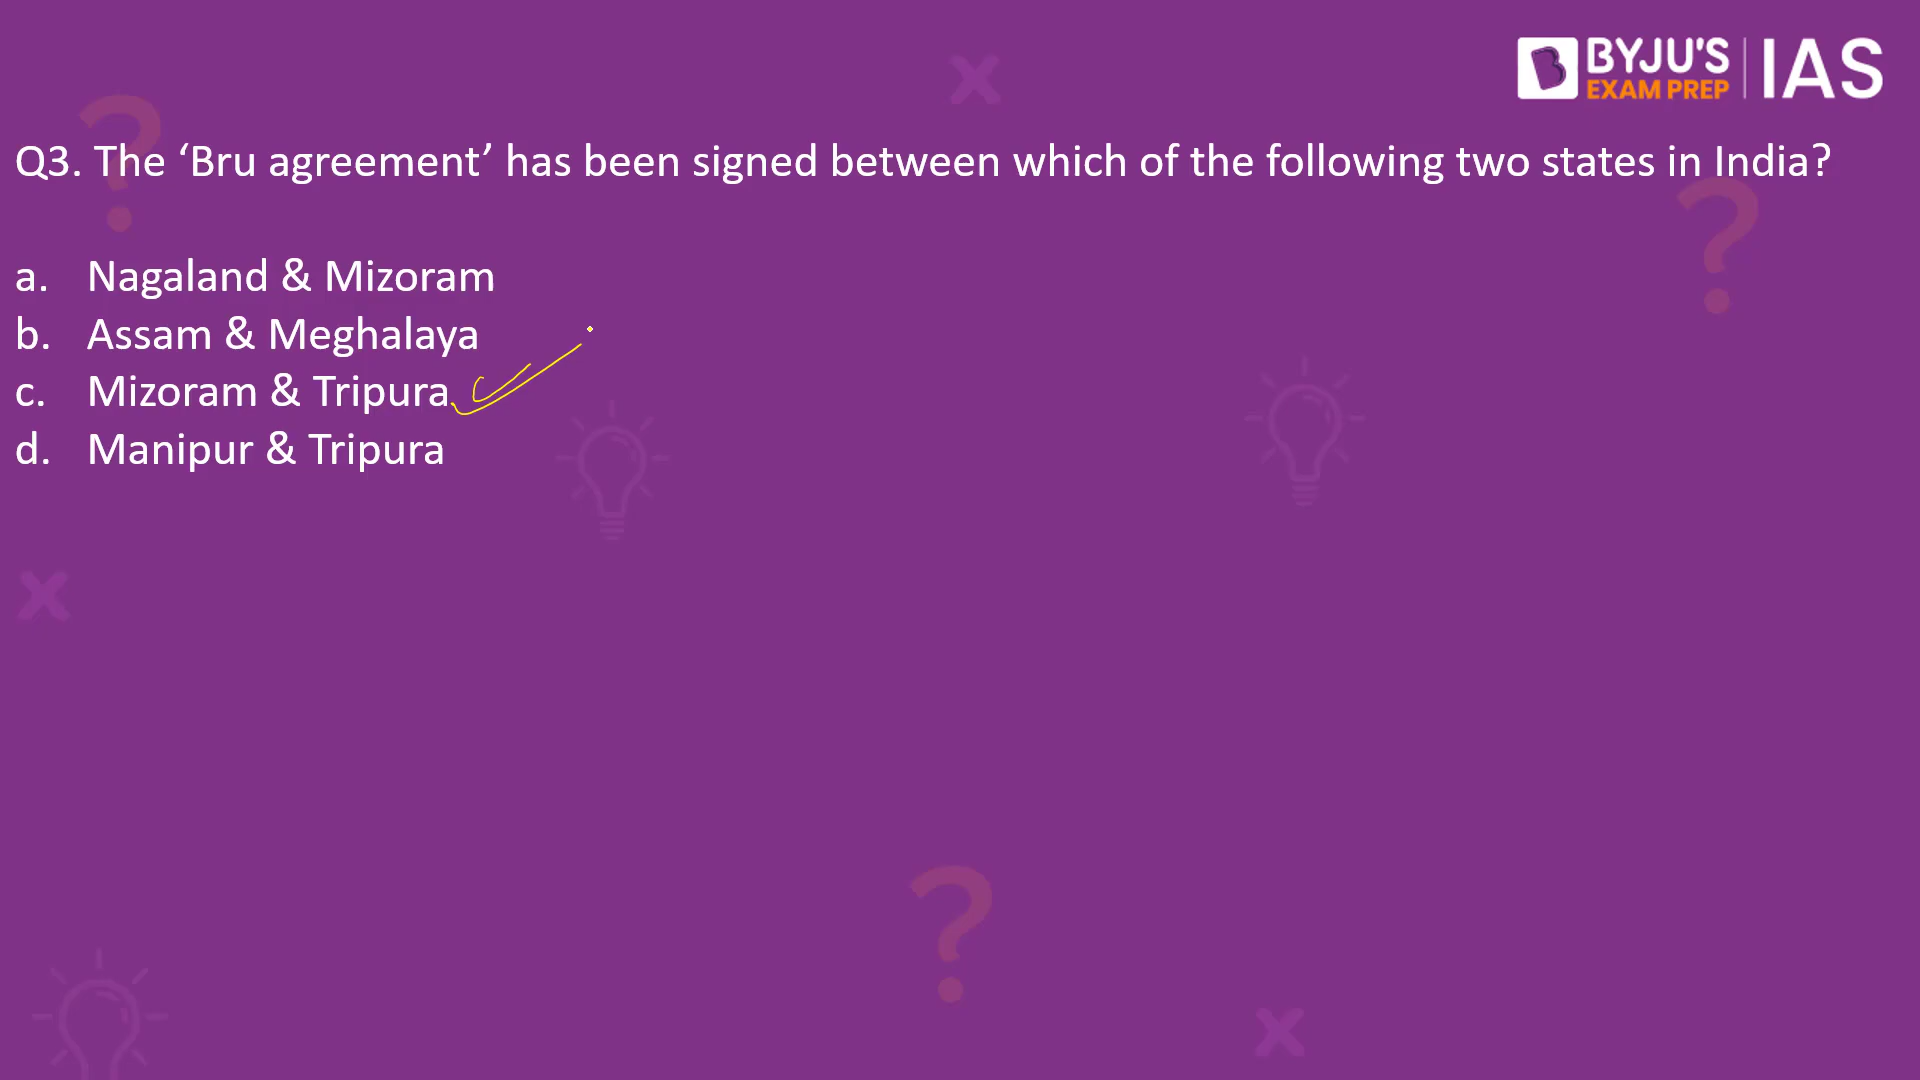 BYJU'S
EXAM PREP
IAS
Q3. The ‘Bru agreement’ has been signed between which of the following two states in India?
a. Nagaland & Mizoram
b. Assam & Meghalaya
c. Mizoram & Tripura
d. Manipur & Tripura